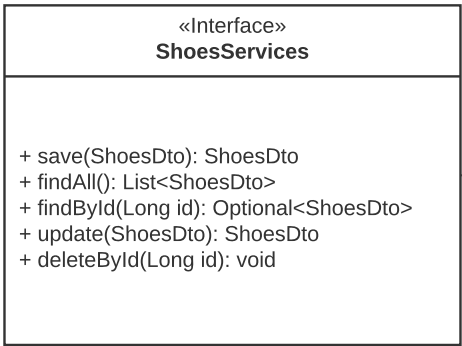 «Interface»
ShoesServices
+ save(ShoesDto): ShoesDto
+ findAll(): List<ShoesDto>
+ findById(Long id): Optional<ShoesDto>
+ update(ShoesDto): ShoesDto
+ deleteById(Long id): void